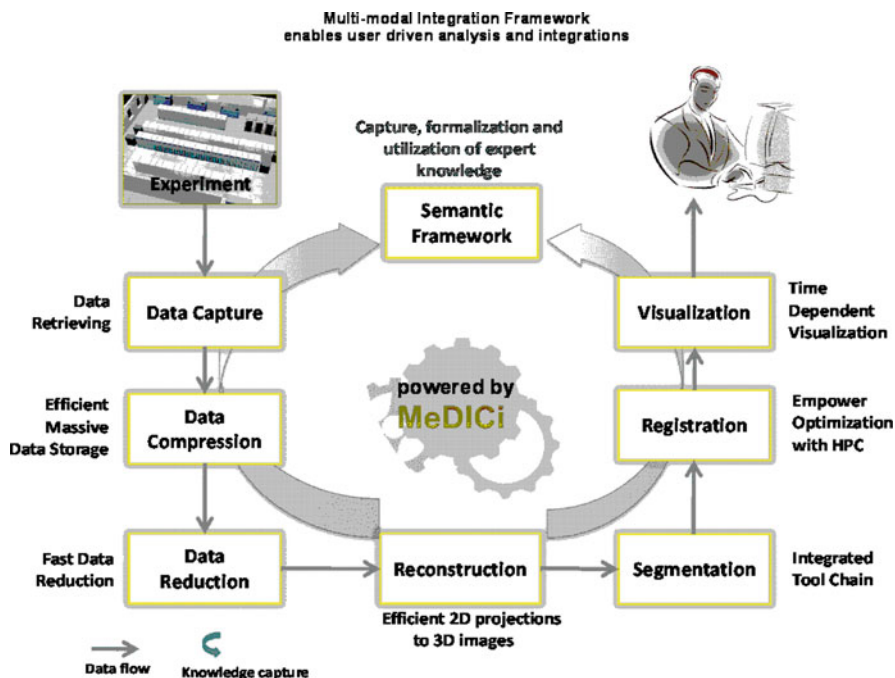 Multi-modal Integration Framework
enables user driven analysis and integrations
Experiment
Capture, formalization and
utilization of expert
knowledge
Semantic
Framework
Data
Retrieving
Data Capture
Visualization
Time
Dependent
Visualization
Efficient
Massive
Data Storage
Data
Compression
powered by
MeDICi
Registration
Empower
Optimization
with HPC
Fast Data
Reduction
Data
Reduction
Reconstruction
Segmentation
Integrated
Tool Chain
Efficient 2D projections
to 3D images
Data flow
Knowledge capture